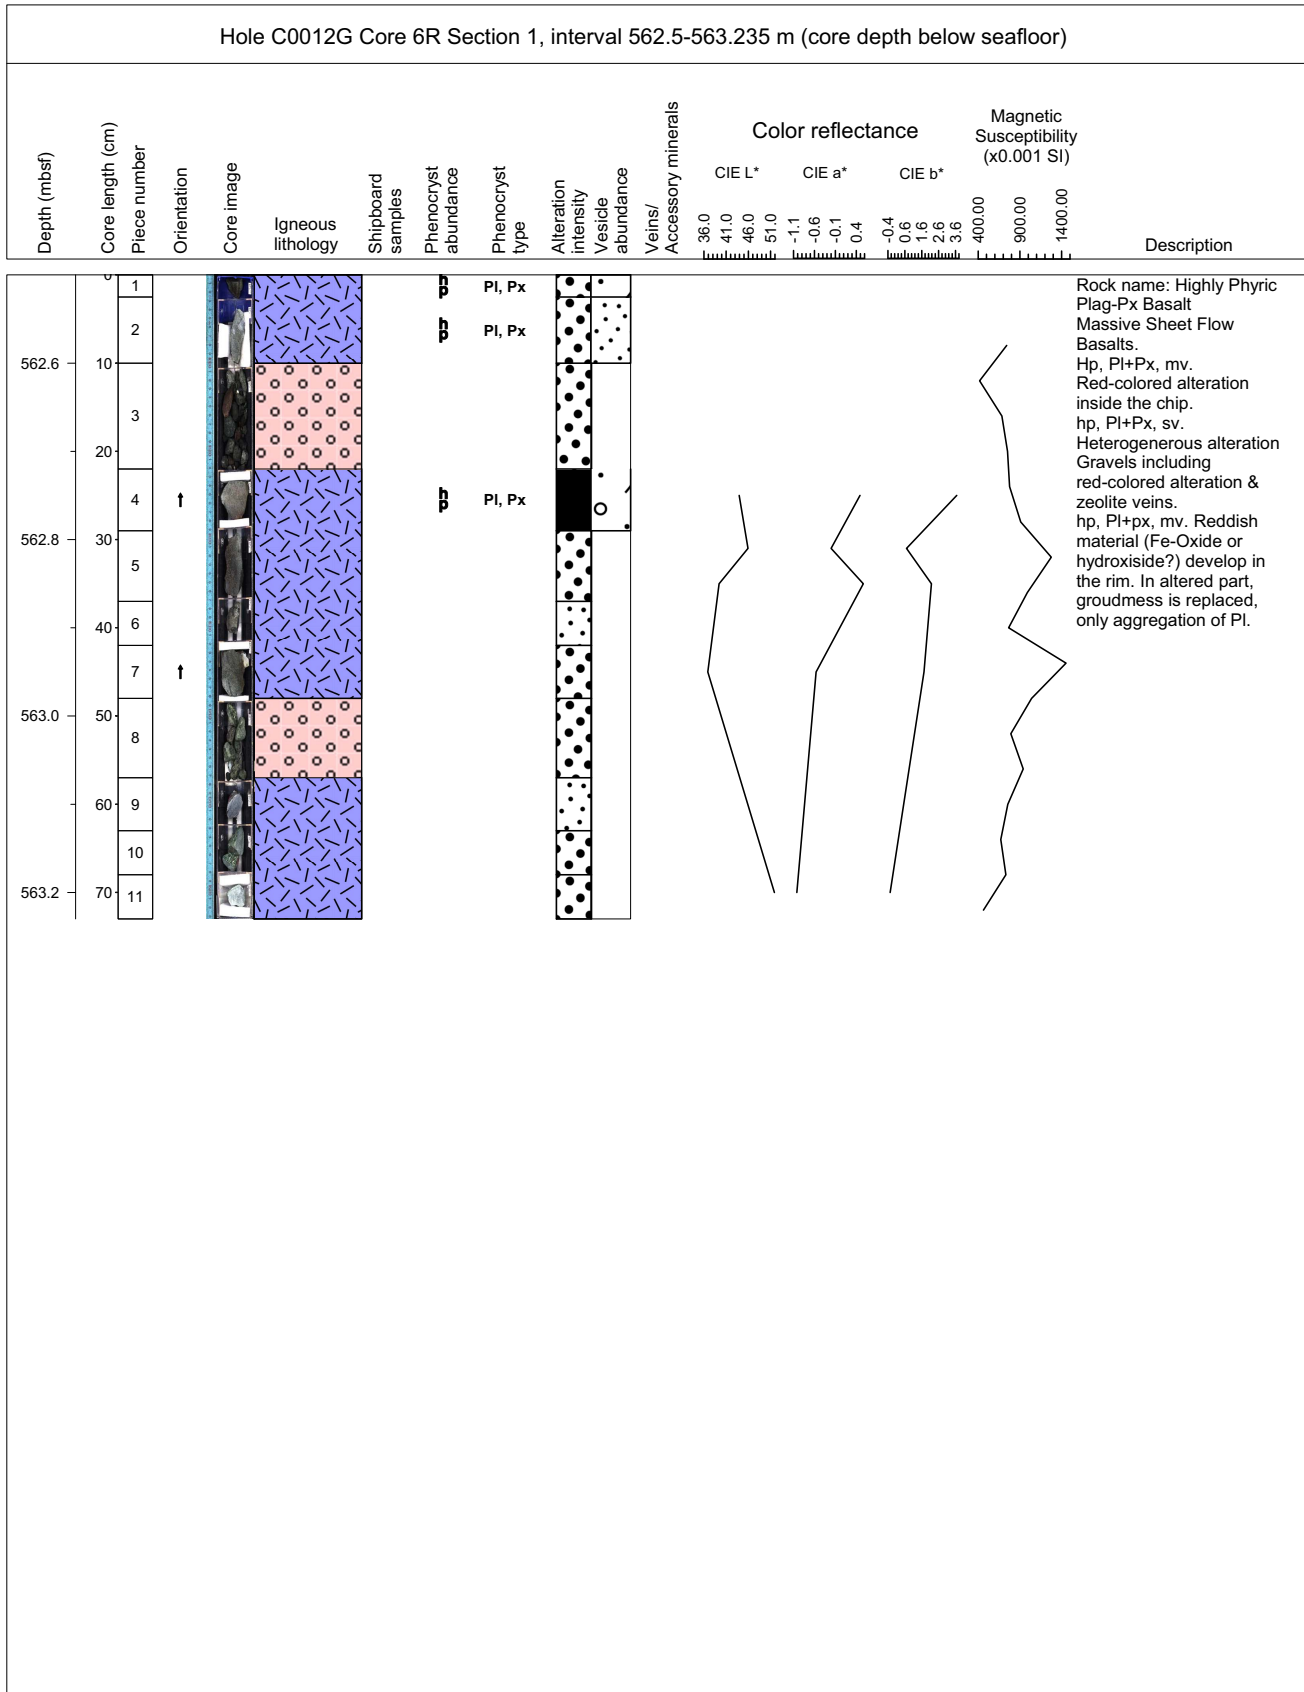 Hole C0012G Core 6R Section 1, interval 562.5-563.235 m (core depth below seafloor)
Depth (mbsf)
Core length (cm)
Piece number
Orientation
Core image
Igneous
lithology
Shipboard
samples
Phenocryst
abundance
Phenocryst
type
Alteration
intensity
Vesicle
abundance
Veins/
Accessory minerals
Color reflectance
CIE L*
CIE a*
CIE b*
36.0
41.0
46.0
51.0
-1.1
-0.6
-0.1
0.4
-0.4
0.6
1.6
2.6
3.6
Magnetic
Susceptibility
(x0.001 SI)
4000.00
9000.00
1400.00
Description
562.6
562.8
563.0
563.2
0
10
20
30
40
50
60
70
1
2
3
4
5
6
7
8
9
10
11
hp
Pl, Px
hp
Pl, Px
hp
Pl, Px
Rock name: Highly Phyric
Plag-Px Basalt
Massive Sheet Flow
Basalts.
Hp, Pl+Px, mv.
Red-colored alteration
inside the chip.
hp, Pl+Px, sv.
Heterogenerous alteration
Gravels including
red-colored alteration &
zeolite veins.
hp, Pl+px, mv. Reddish
material (Fe-Oxide or
hydroxiside?) develop in
the rim. In altered part,
groudmess is replaced,
only aggregation of Pl.